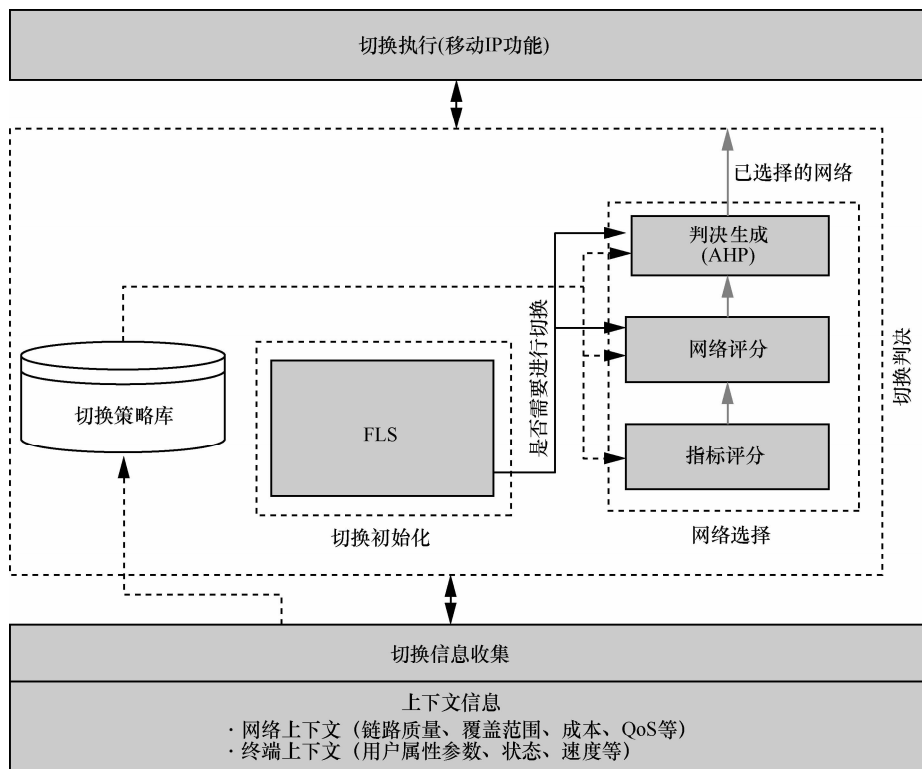 切换执行(移动IP功能)
已选择的网络
判决生成
(AHP)
是否需要进行切换
网络评分
切换判决
切换策略库
FLS
指标评分
切换初始化
网络选择
切换信息收集
上下文信息
· 网络上下文（链路质量、覆盖范围、成本、QoS等）
· 终端上下文（用户属性参数、状态、速度等）